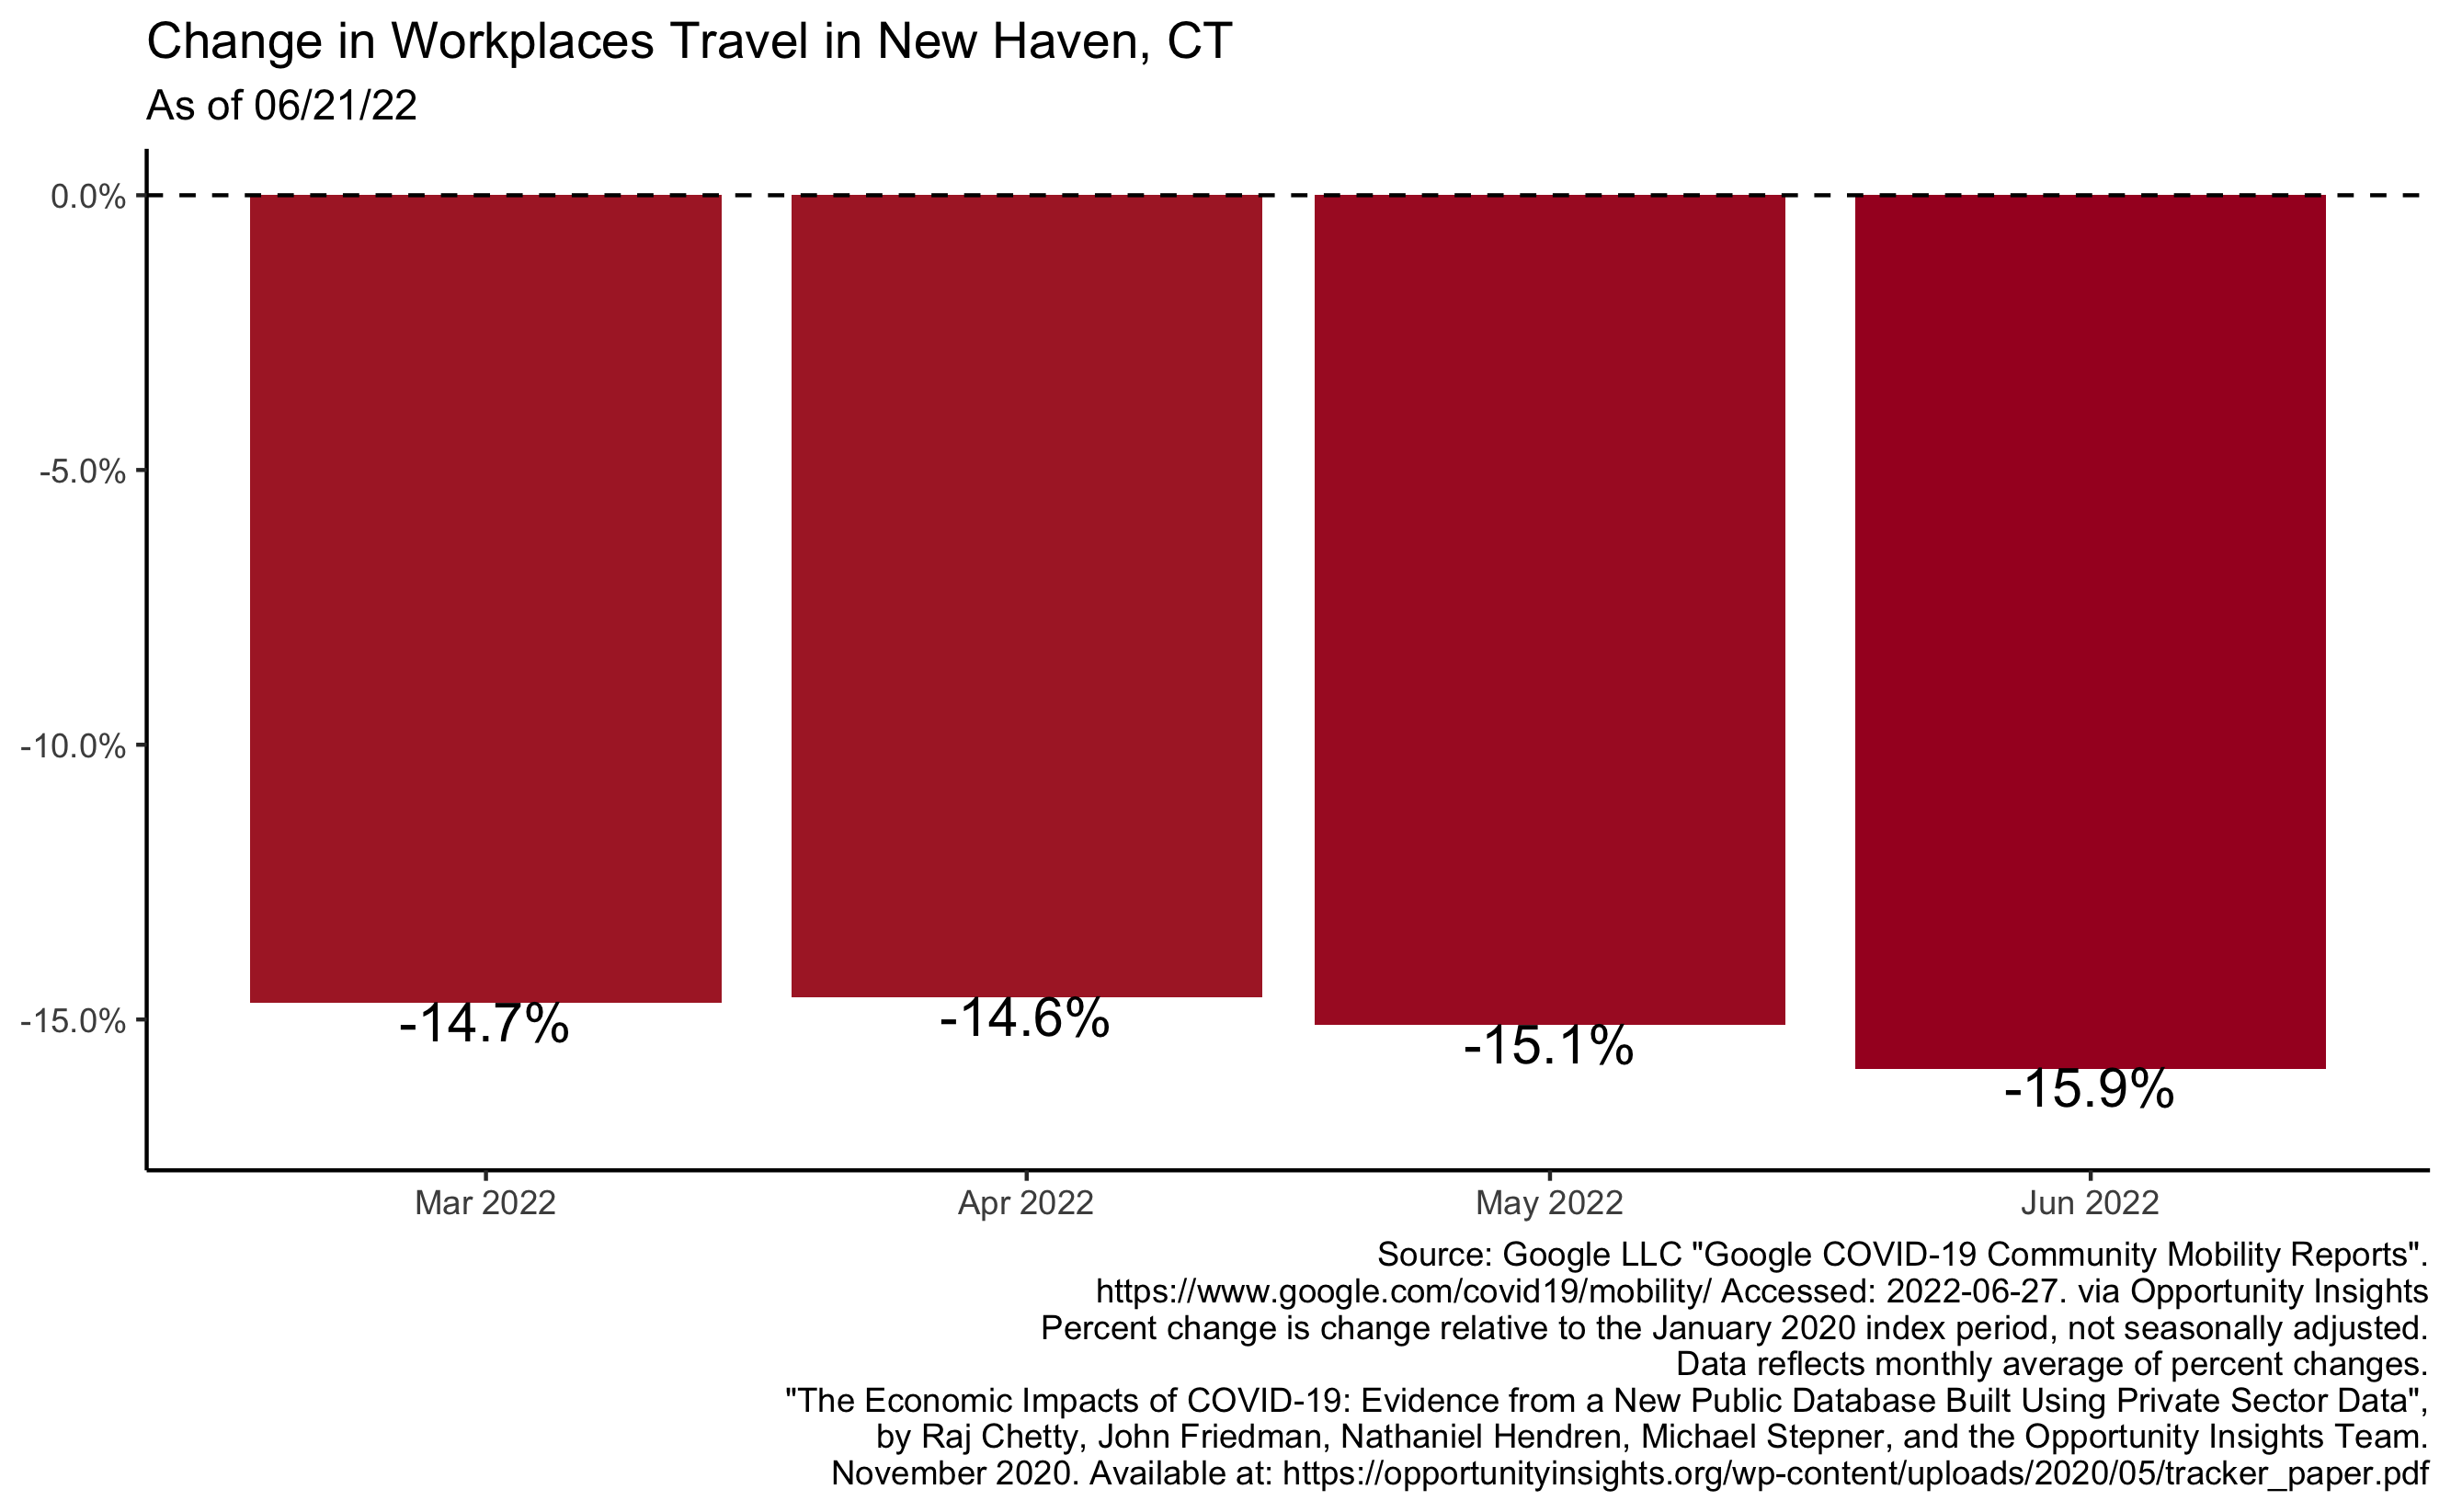 Change in Workplaces Travel in New Haven, CT
As of 06/21/22
0.0%
-5.0%
-10.0%
-15.0%
-14.7%
-14.6%
-15.1%
-15.9%
Mar 2022
Apr 2022
May 2022
Jun 2022
Source: Google LLC "Google COVID-19 Community Mobility Reports".
https://www.google.com/covid19/mobility/ Accessed: 2022-06-27. via Opportunity Insights
Percent change is change relative to the January 2020 index period, not seasonally adjusted.
Data reflects monthly average of percent changes.
"The Economic Impacts of COVID-19: Evidence from a New Public Database Built Using Private Sector Data",
by Raj Chetty, John Friedman, Nathaniel Hendren, Michael Stepner, and the Opportunity Insights Team.
November 2020. Available at: https://opportunityinsights.org/wp-content/uploads/2020/05/tracker_paper.pdf